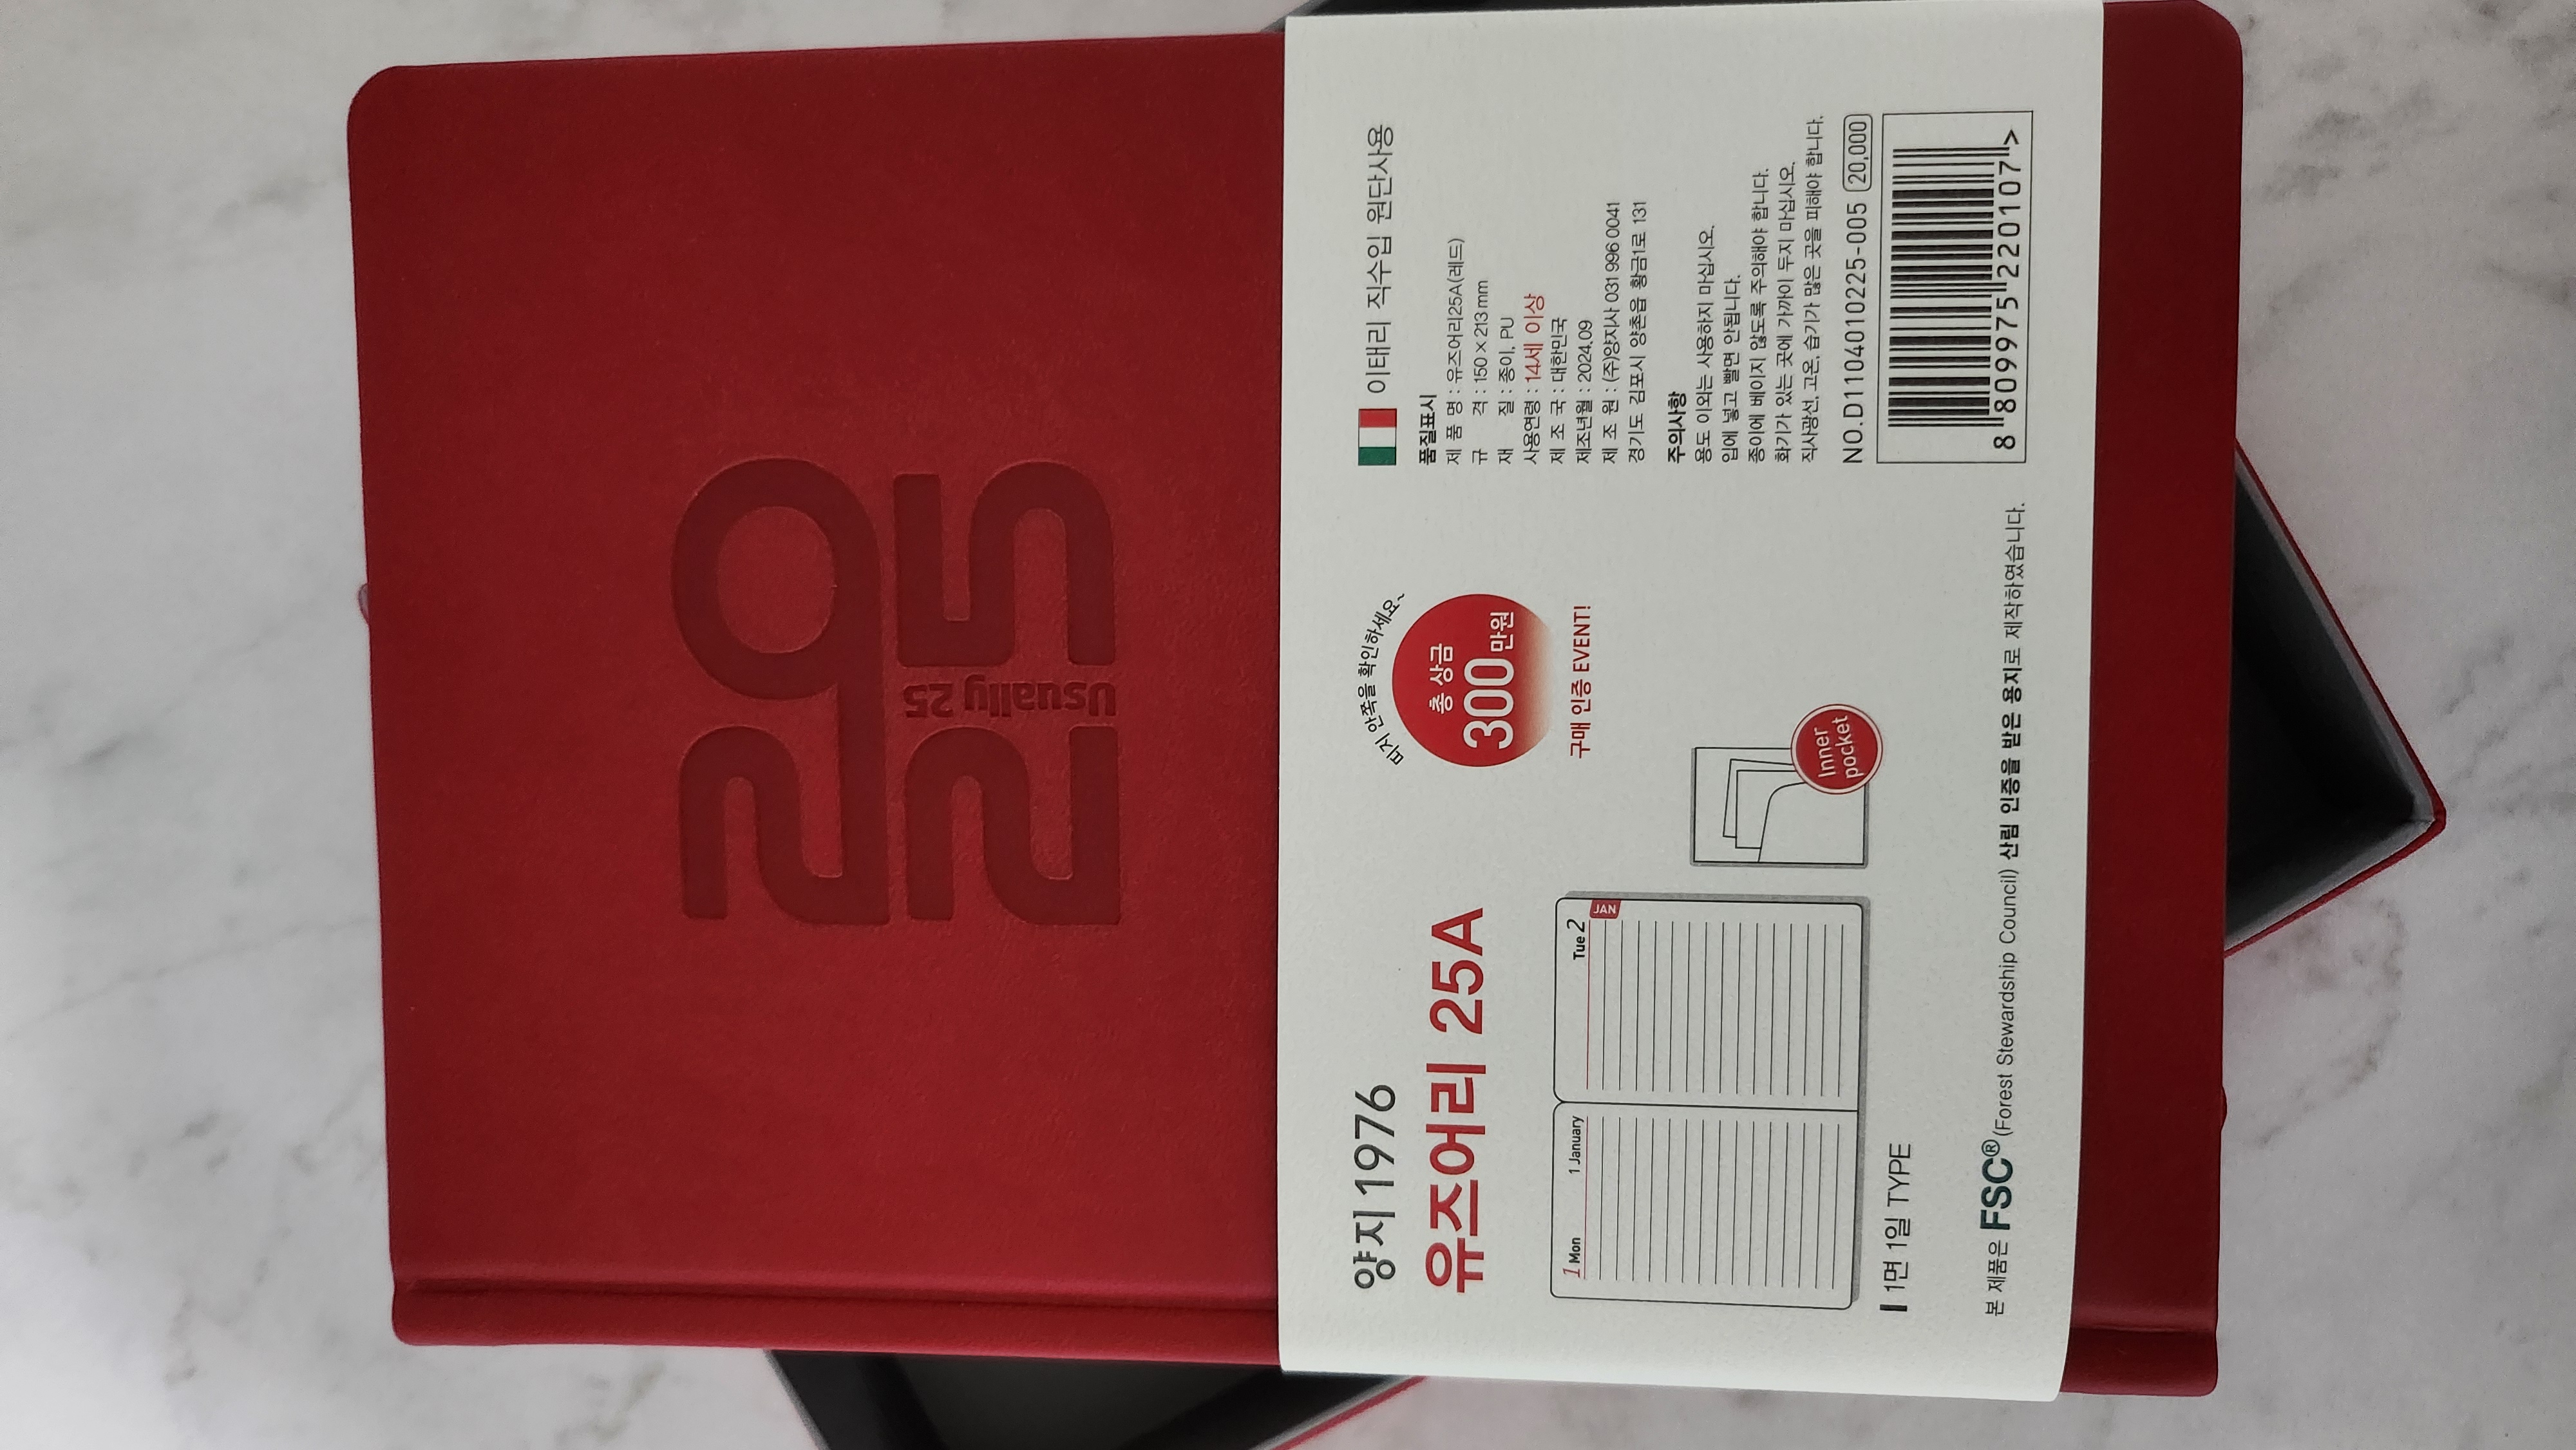 20
25
Usually 25
양지 1976
유즈어리 25A
띠지 안쪽을 확인하세요~
총 상금
300만원
구매 인증 EVENT!
1 Mon 1 January
Tue 2
JAN
Inner
pocket
1면 1일 TYPE
본 제품은 FSC® (Forest Stewardship Council) 산림 인증을 받은 용지로 제작하였습니다.
이태리 직수입 원단사용
품질표시
제 품 명 : 유즈어리25A(레드)
규 격 : 150 × 213 mm
재 질 : 종이, PU
사용연령 : 14세 이상
제 조 국 : 대한민국
제조년월 : 2024.09
제 조 원 : (주)양지사 031 996 0041
경기도 김포시 양촌읍 황금1로 131
주의사항
용도 이외는 사용하지 마십시오.
입에 넣고 빨면 안됩니다.
종이에 베이지 않도록 주의해야 합니다.
화기가 있는 곳에 가까이 두지 마십시오.
직사광선, 고온, 습기가 많은 곳을 피해야 합니다.
NO.D1104010225-005 20,000
8 809975 220107 >